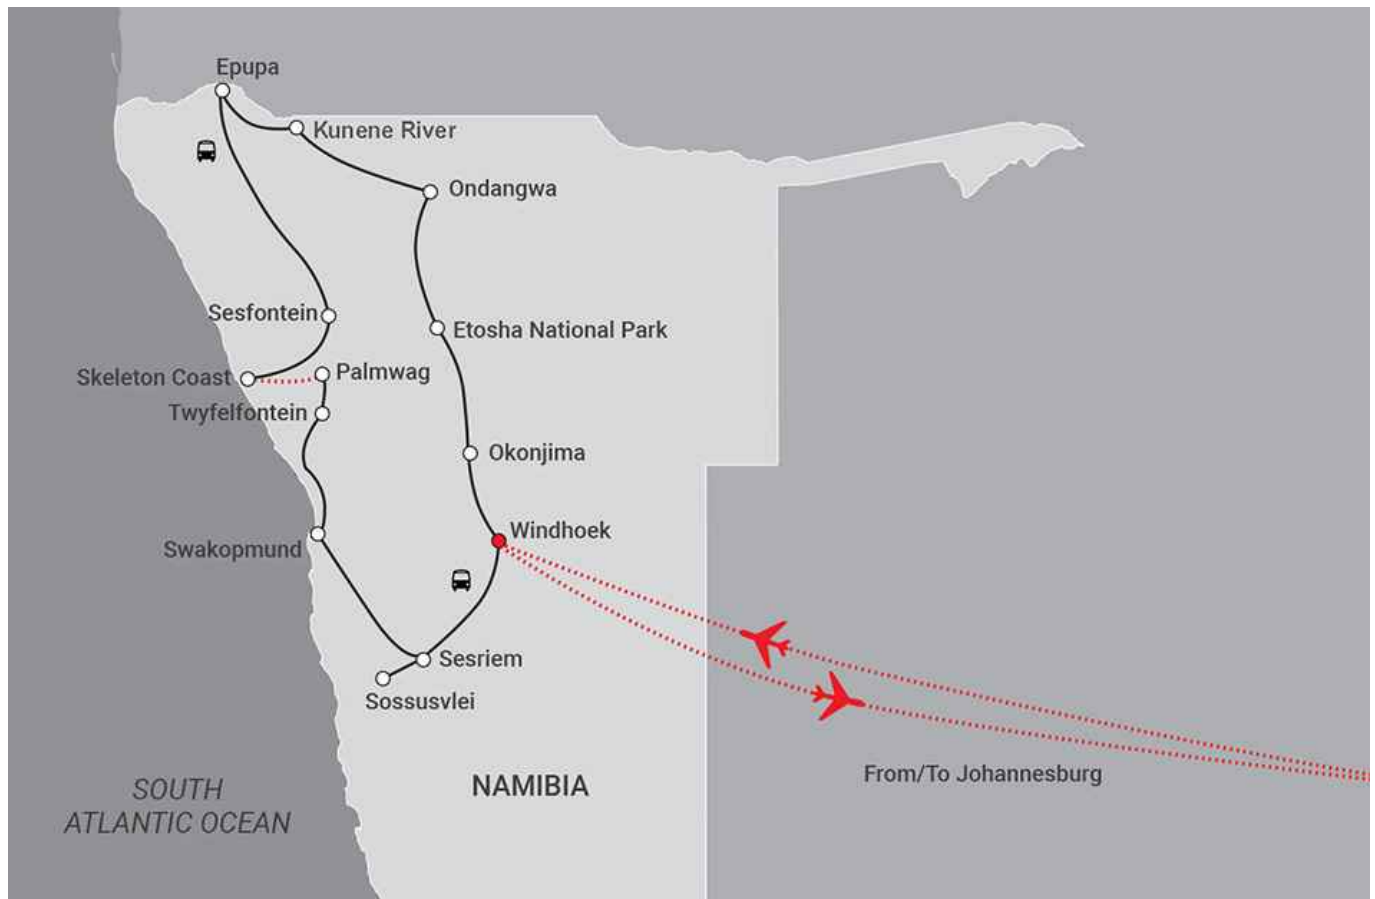 Epupa
Kunene River
Ondangwa
Sesfontein
Etosha National Park
Skeleton Coast
Palmwag
Twyfelfontein
Okonjima
Windhoek
Swakopmund
Sesriem
Sossusvlei
From/To Johannesburg
NAMIBIA
SOUTH
ATLANTIC OCEAN